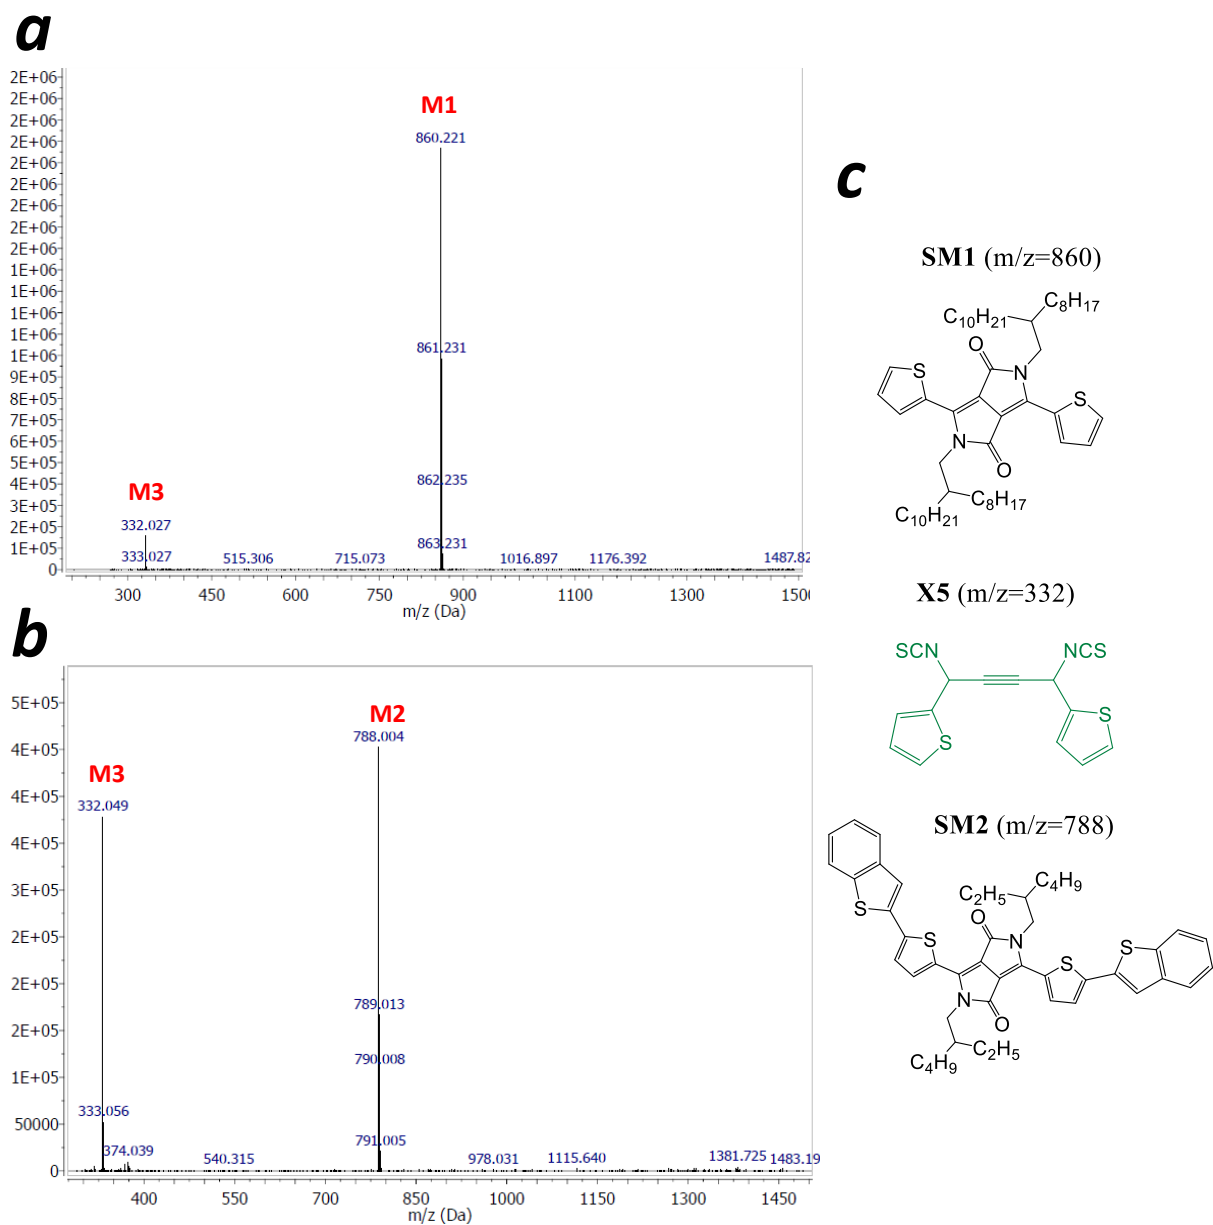 a
2E+06
2E+06
2E+06
2E+06
2E+06
2E+06
2E+06
2E+06
2E+06
1E+06
1E+06
1E+06
1E+06
1E+06
9E+05
8E+05
7E+05
6E+05
5E+05
4E+05
3E+05
2E+05
1E+05
0
M1
860.221
861.231
862.235
863.231
M3
332.027
333.027
515.306
715.073
1016.897
1176.392
1487.82
300 450 600 750 900 1100 1300 1500
m/z (Da)
b
5E+05
4E+05
4E+05
4E+05
3E+05
2E+05
2E+05
2E+05
1E+05
50000
0
M2
788.004
789.013
790.008
791.005
M3
332.049
333.056
374.039
540.315
978.031
1115.640
1381.725
1483.19
400 550 700 850 1000 1150 1300 1450
m/z (Da)
c
SM1 (m/z=860)
C8H17
C10H21
O
S
N
S
N
O
C8H17
C10H21
X5 (m/z=332)
SCN
NCS
S
S
SM2 (m/z=788)
C4H9
C2H5
S
O
S
N
S
S
N
O
C2H5
C4H9